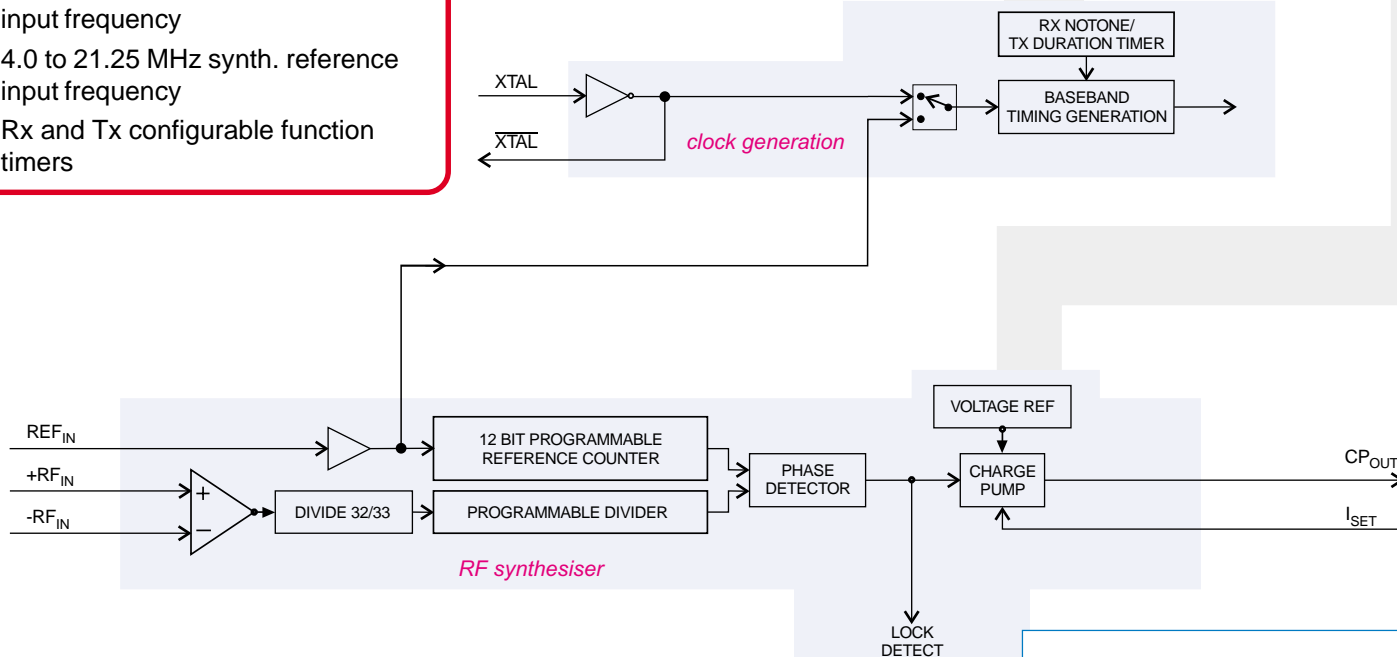 input frequency
4.0 to 21.25 MHz synth. reference
input frequency
Rx and Tx configurable function
timers
RX NOTONE/
TX DURATION TIMER
XTAL
BASEBAND
TIMING GENERATION
XTAL
clock generation
VOLTAGE REF
REFIN
12 BIT PROGRAMMABLE
REFERENCE COUNTER
+RFIN
PHASE
DETECTOR
CHARGE
PUMP
CPOUT
-RFIN
DIVIDE 32/33
PROGRAMMABLE DIVIDER
ISET
RF synthesiser
LOCK
DETECT